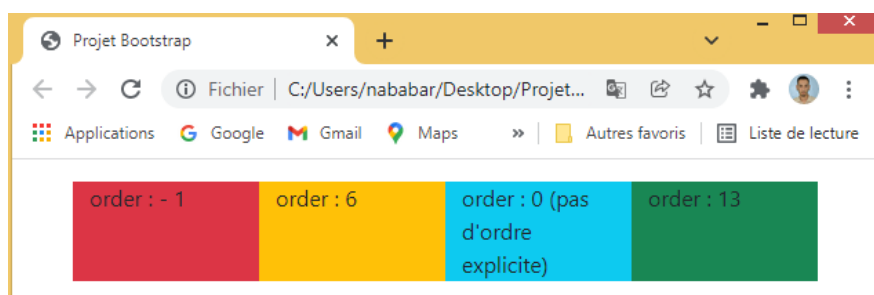 Projet Bootstrap
Fichier C:/Users/nababar/Desktop/Projet...
Applications Google Gmail Maps » Autres favoris Liste de lecture
order : - 1
order : 6
order : 0 (pas
d'ordre
explicite)
order : 13